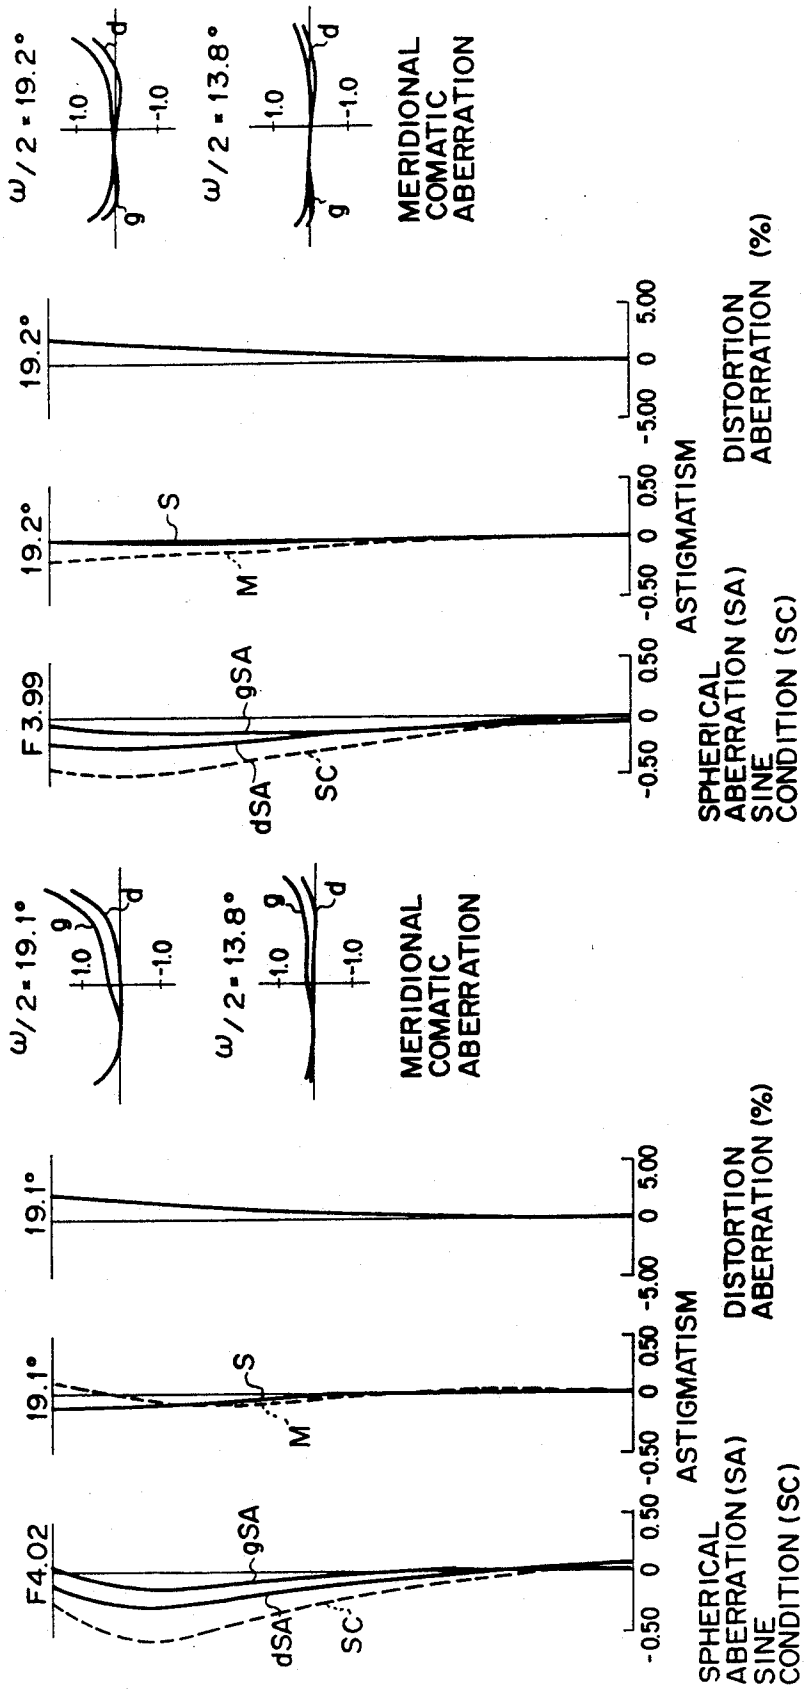 F4.02
dSA
gSA
SC
-0.50
0
0.50
SPHERICAL
ABERRATION (SA)
SINE
CONDITION (SC)
19.1°
M
S
-0.50
0
0.50
ASTIGMATISM
19.1°
-5.00
0
5.00
DISTORTION
ABERRATION (%)
ω/2=19.1°
g
1.0
d
-1.0
ω/2=13.8°
g
1.0
d
-1.0
MERIDIONAL
COMATIC
ABERRATION
F3.99
dSA
gSA
SC
-0.50
0
0.50
SPHERICAL
ABERRATION (SA)
SINE
CONDITION (SC)
19.2°
M
S
-0.50
0
0.50
ASTIGMATISM
19.2°
-5.00
0
5.00
DISTORTION
ABERRATION (%)
ω/2=19.2°
1.0
d
g
-1.0
ω/2=13.8°
1.0
d
g
-1.0
MERIDIONAL
COMATIC
ABERRATION